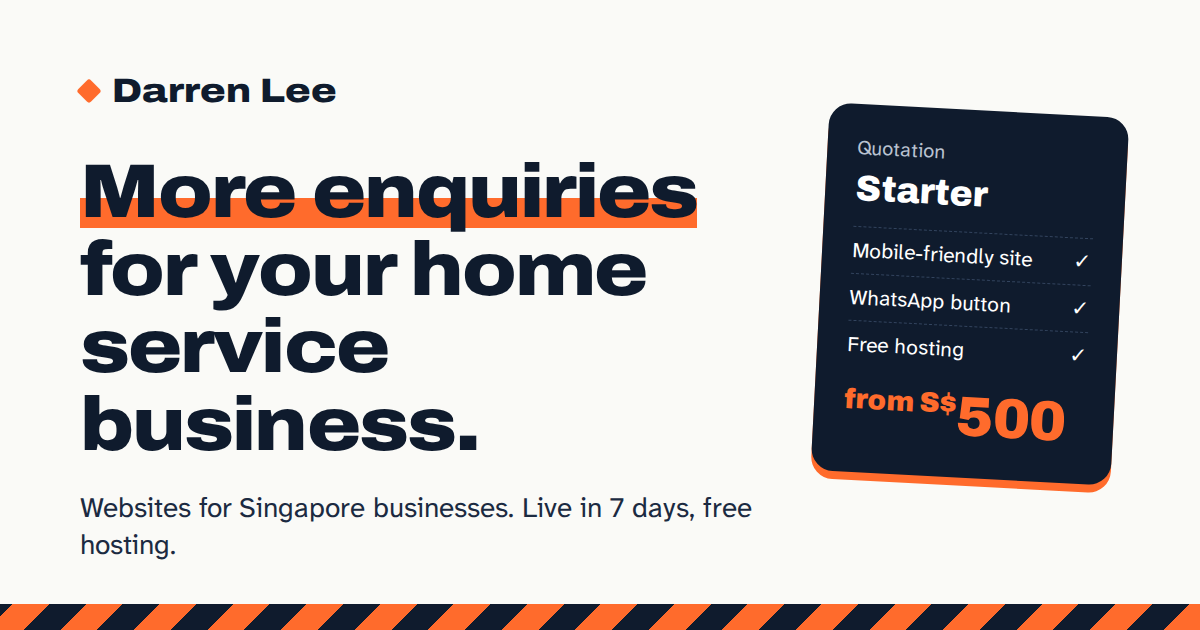 Darren Lee
More enquiries
for your home
service
business.
Websites for Singapore businesses. Live in 7 days, free
hosting.
Quotation
Starter
Mobile-friendly site ✓
WhatsApp button ✓
Free hosting ✓
from S$500